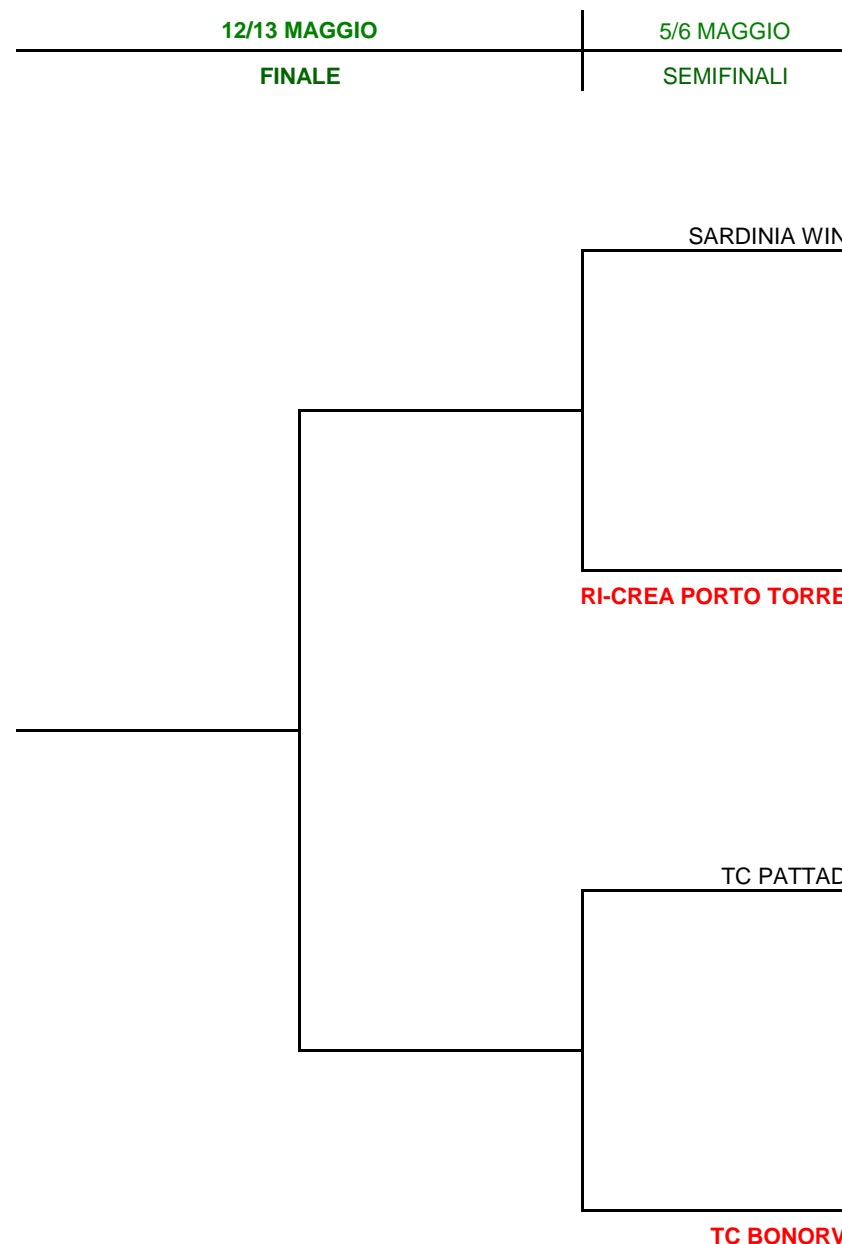 12/13 MAGGIO 5/6 MAGGIO
FINALE SEMIFINALI
SARDINIA WIN
RI-CREA PORTO TORRE
TC PATTAD
TC BONORV